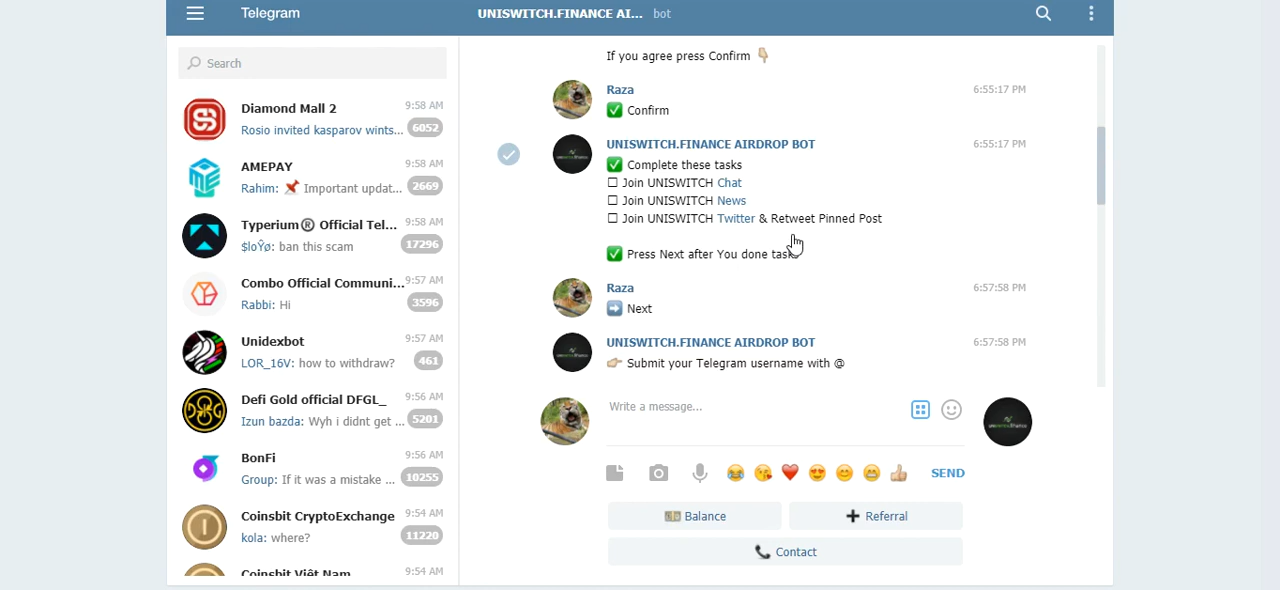 Telegram
UNISWITCH.FINANCE AI... bot
Search
Diamond Mall 2 9:58 AM
Rosio invited kasparov wints... 6052
AMEPAY 9:58 AM
Rahim: 📌 Important updat... 2669
Typerium® Official Tel... 9:58 AM
$loŶø: ban this scam 17296
Combo Official Communi... 9:57 AM
Rabbi: Hi 3596
Unidexbot 9:57 AM
LOR_16V: how to withdraw? 461
Defi Gold official DFGL_ 9:56 AM
Izun bazda: Wyh i didnt get ... 5201
BonFi 9:56 AM
Group: If it was a mistake ... 10255
Coinsbit CryptoExchange 9:54 AM
kola: where? 11220
Coinsbit Việt Nam 9:54 AM
If you agree press Confirm 👇🏼
Raza 6:55:17 PM
✅ Confirm
UNISWITCH.FINANCE AIRDROP BOT 6:55:17 PM
✅ Complete these tasks
☐ Join UNISWITCH Chat
☐ Join UNISWITCH News
☐ Join UNISWITCH Twitter & Retweet Pinned Post
✅ Press Next after You done task
Raza 6:57:58 PM
➡️ Next
UNISWITCH.FINANCE AIRDROP BOT 6:57:58 PM
👉🏼 Submit your Telegram username with @
Write a message...
SEND
💵 Balance
➕ Referral
📞 Contact